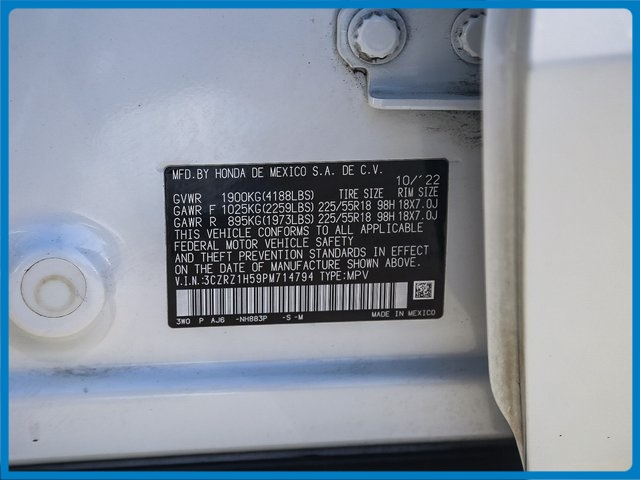 MFD.BY HONDA DE MEXICO S.A. DE C.V.
10/'22
GVWR 1900KG(4188LBS) TIRE SIZE RIM SIZE
GAWR F 1025KG(2259LBS) 225/55R18 98H 18X7.0J
GAWR R 895KG(1973LBS) 225/55R18 98H 18X7.0J
THIS VEHICLE CONFORMS TO ALL APPLICABLE
FEDERAL MOTOR VEHICLE SAFETY,
BUMPER, AND THEFT PREVENTION STANDARDS IN EFFECT
ON THE DATE OF MANUFACTURE SHOWN ABOVE.
V.I.N.:3CZRZ1H59PM714794 TYPE:MPV
3W0 P AJ6 -NH883P -S -M MADE IN MEXICO